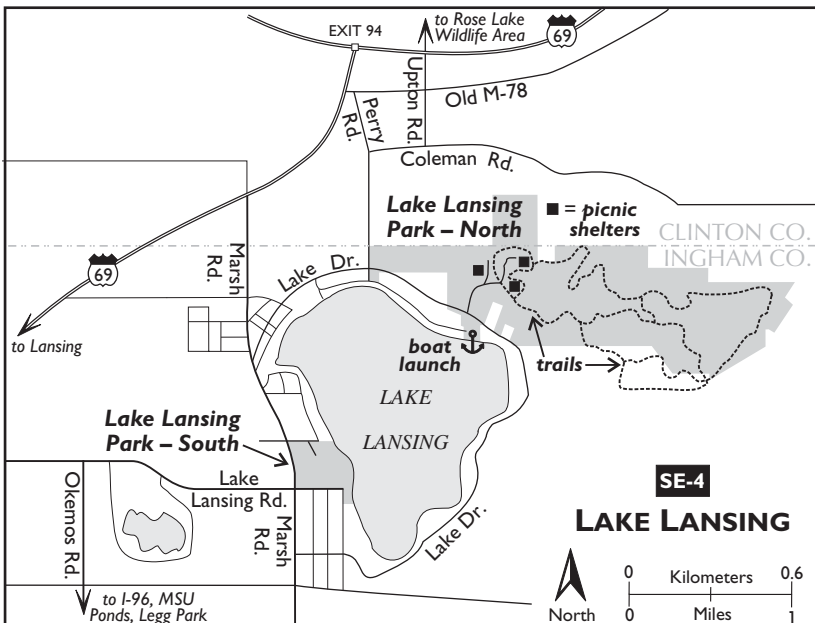 to Rose Lake
Wildlife Area
EXIT 94
69
Upton Rd.
Old M-78
Perry
Rd.
Coleman Rd.
Lake Lansing
Park – North
= picnic
shelters
CLINTON CO.
INGHAM CO.
Marsh
Rd.
69
Lake Dr.
to Lansing
boat
launch
trails
LAKE
LANSING
Lake Lansing
Park – South
Lake
Lansing Rd.
Okemos Rd.
Marsh
Rd.
Lake Dr.
SE-4
LAKE LANSING
to I-96, MSU
Ponds, Legg Park
North
0 Kilometers 0.6
0 Miles 1